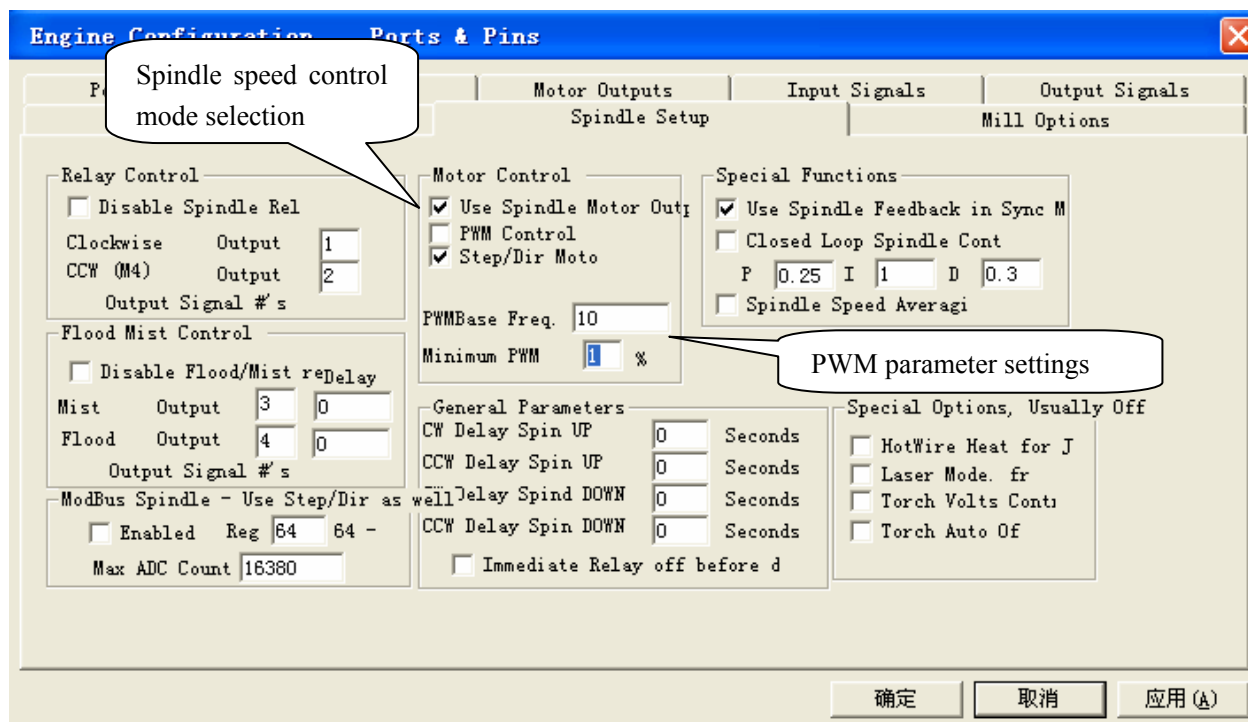 Engine Configuration Ports & Pins
Spindle speed control
mode selection
Motor Outputs
Input Signals
Output Signals
Spindle Setup
Mill Options
Relay Control
Disable Spindle Rel
Clockwise Output 1
CCW (M4) Output 2
Output Signal #'s
Motor Control
Use Spindle Motor Outp
PWM Control
Step/Dir Moto
PWMBase Freq. 10
Minimum PWM 1 %
Special Functions
Use Spindle Feedback in Sync M
Closed Loop Spindle Cont
P 0.25 I 1 D 0.3
Spindle Speed Averagi
PWM parameter settings
Flood Mist Control
Disable Flood/Mist re
Delay
Mist Output 3 0
Flood Output 4 0
Output Signal #'s
ModBus Spindle - Use Step/Dir as well
Enabled Reg 64 64 -
Max ADC Count 16380
General Parameters
CW Delay Spin UP 0 Seconds
CCW Delay Spin UP 0 Seconds
Delay Spind DOWN 0 Seconds
CCW Delay Spin DOWN 0 Seconds
Immediate Relay off before d
Special Options, Usually Off
HotWire Heat for J
Laser Mode. fr
Torch Volts Conti
Torch Auto Of
确定
取消
应用(A)